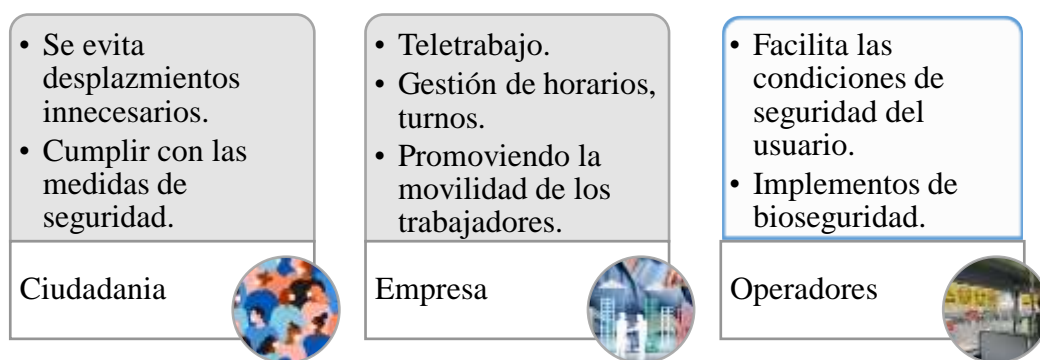 • Se evita
desplazmientos
innecesarios.
• Cumplir con las
medidas de
seguridad.
Ciudadania
• Teletrabajo.
• Gestión de horarios,
turnos.
• Promoviendo la
movilidad de los
trabajadores.
Empresa
• Facilita las
condiciones de
seguridad del
usuario.
• Implementos de
bioseguridad.
Operadores